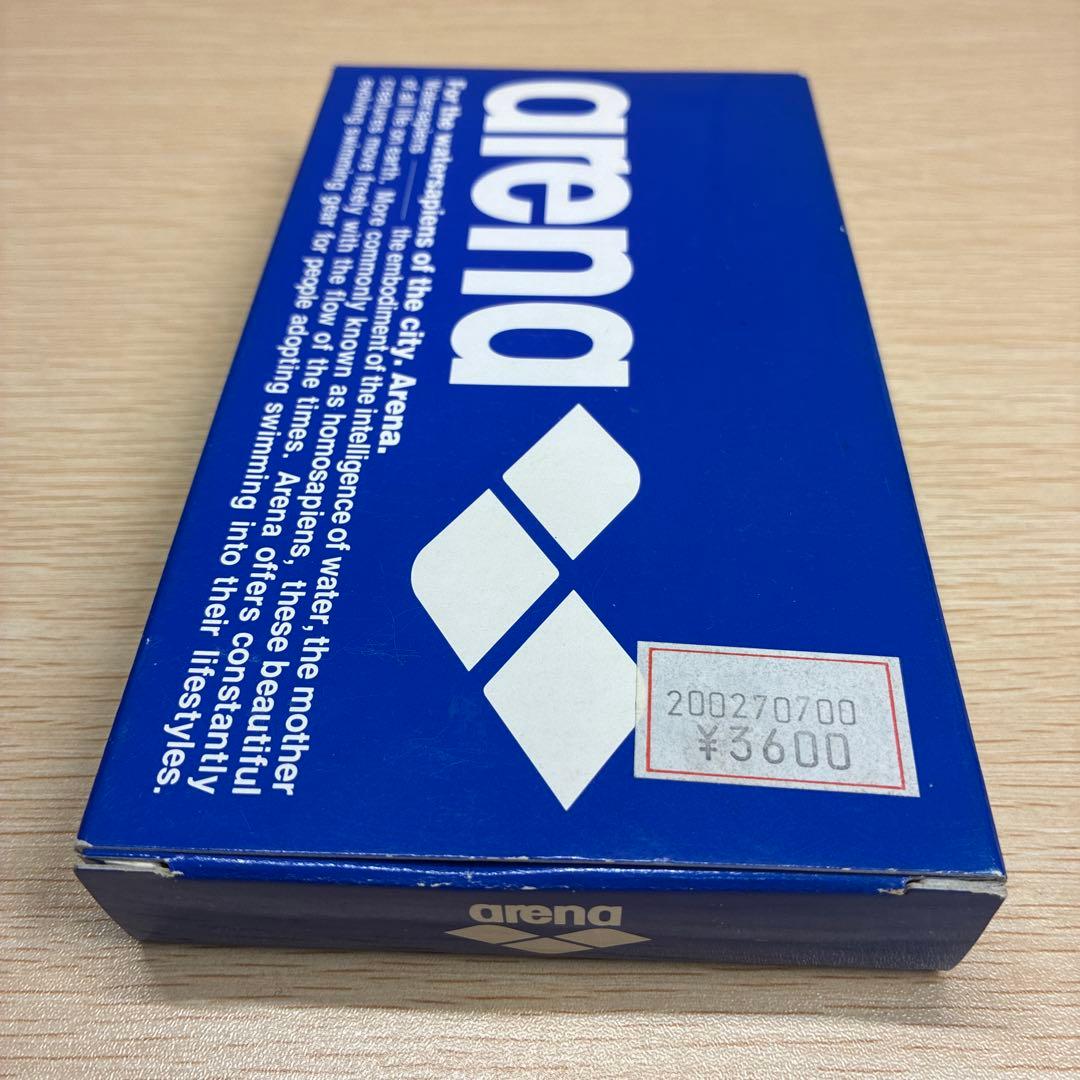 arena
For the watersapiens of the city. Arena.
Watersapiens —— the embodiment of the intelligence of water, the mother
of all life on earth. More commonly known as homosapiens, these beautiful
creatures move freely with the flow of the times. Arena offers constantly
evolving swimming gear for people adopting swimming into their lifestyles.
200270700
¥3600
arena